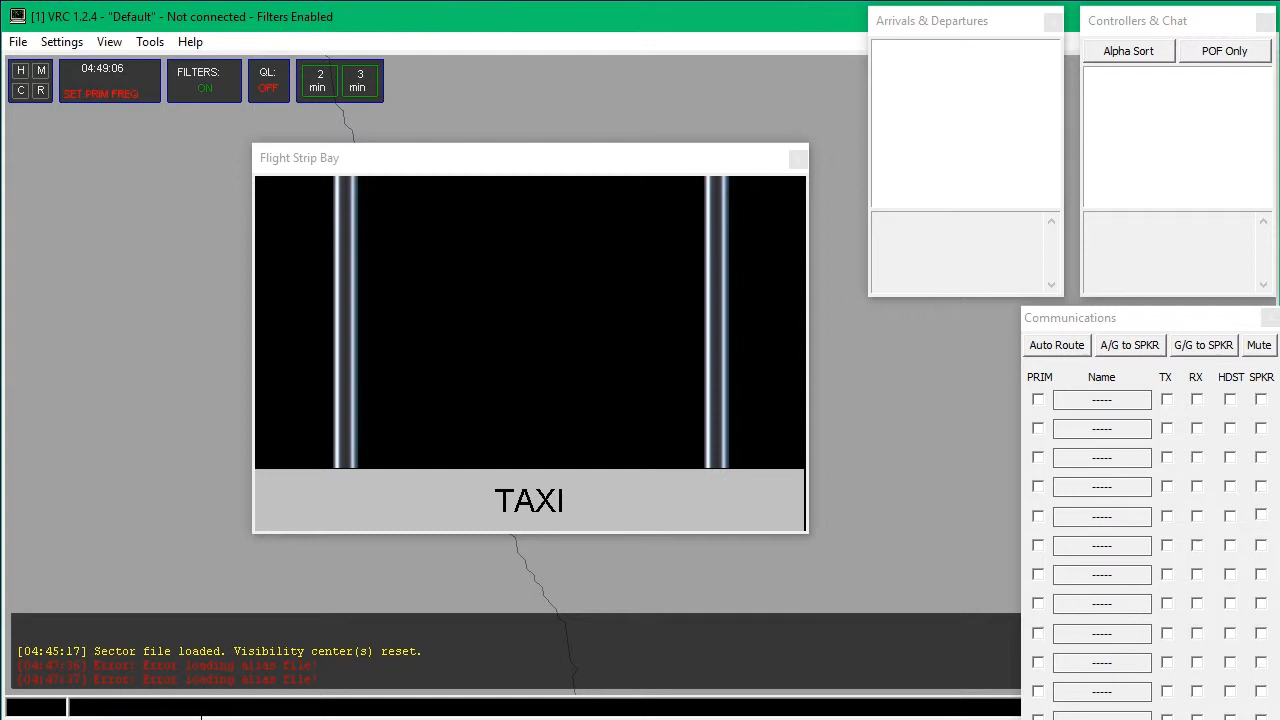 [1] VRC 1.2.4 - "Default" - Not connected - Filters Enabled
File Settings View Tools Help
H M
C R
04:49:06
SET PRIM FREQ
FILTERS:
ON
QL:
OFF
2
min
3
min
Flight Strip Bay
TAXI
Arrivals & Departures
Controllers & Chat
Alpha Sort POF Only
Communications
Auto Route A/G to SPKR G/G to SPKR Mute
PRIM Name TX RX HDST SPKR
-----
-----
-----
-----
-----
-----
-----
-----
-----
-----
-----
[04:45:17] Sector file loaded. Visibility center(s) reset.
[04:47:36] Error: Error loading alias file!
[04:47:37] Error: Error loading alias file!